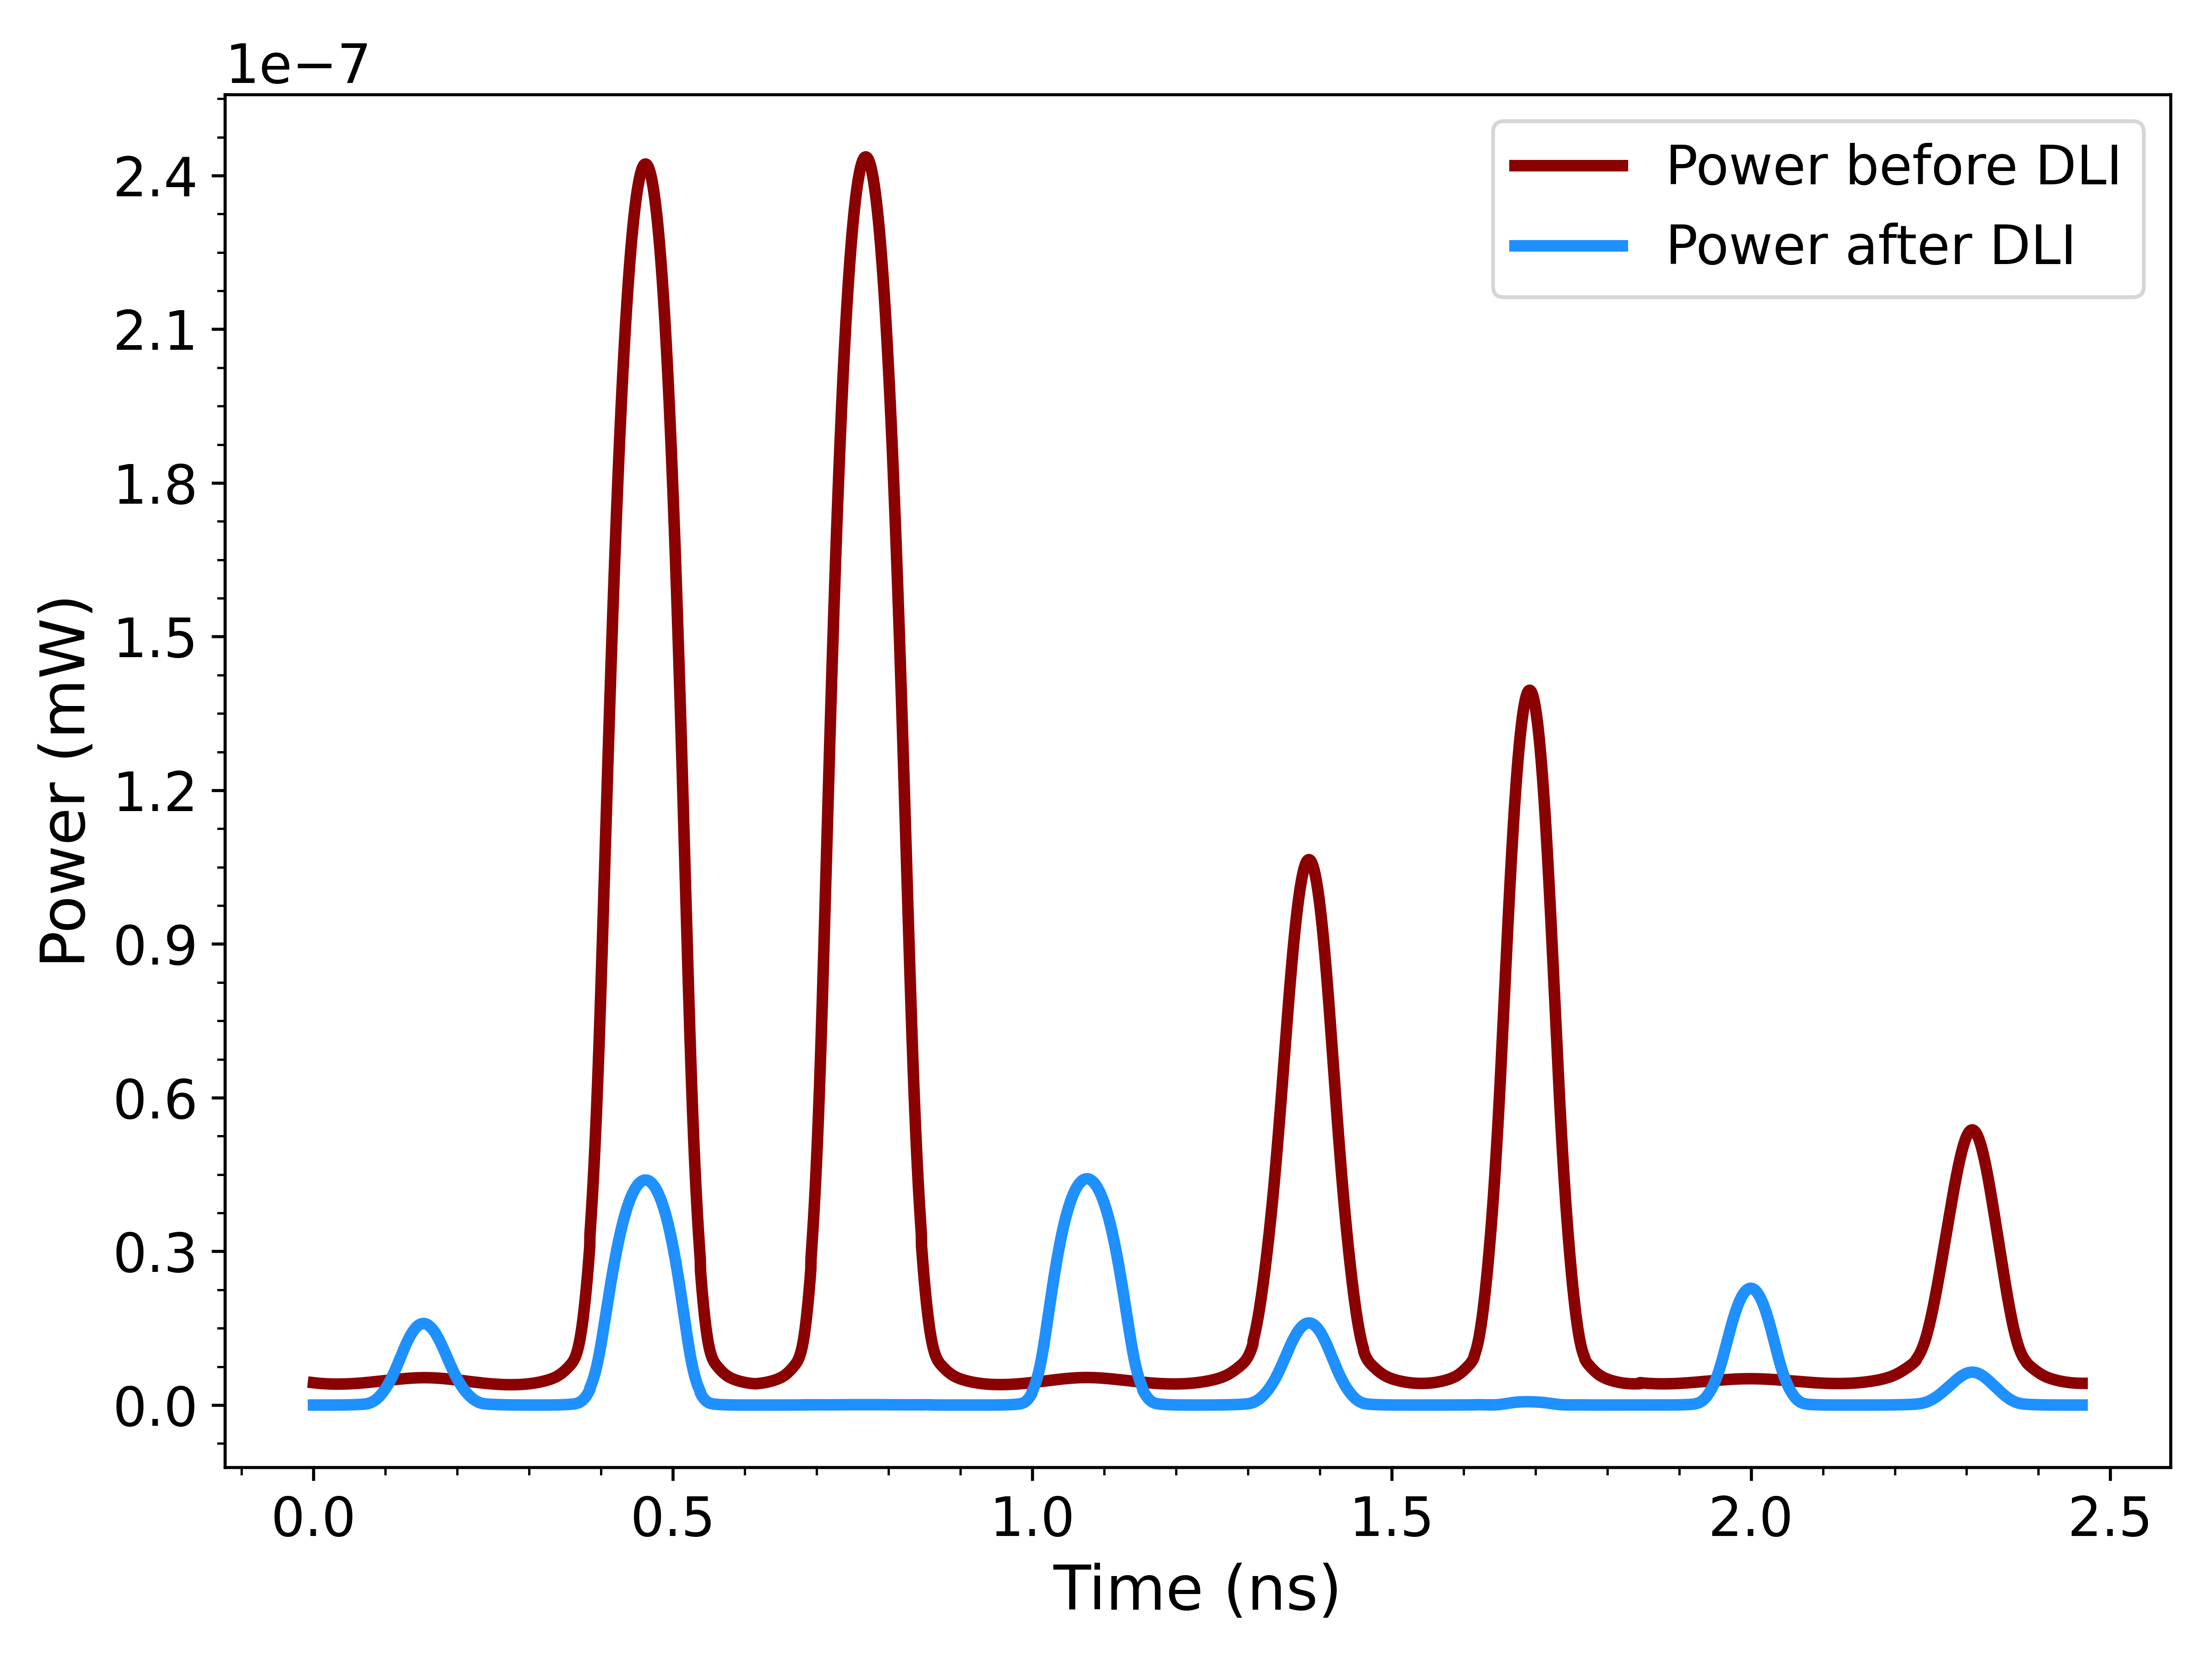 1e−7
Power before DLI
Power after DLI
2.4
2.1
1.8
1.5
1.2
0.9
0.6
0.3
0.0
Power (mW)
0.0 0.5 1.0 1.5 2.0 2.5
Time (ns)